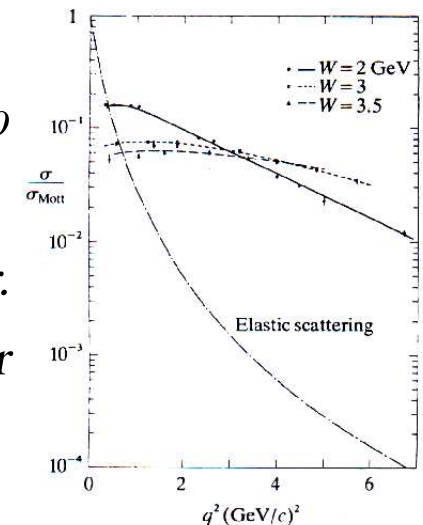 1
W = 2 GeV
W = 3
W = 3.5
10⁻¹
σ
σMott
10⁻²
Elastic scattering
10⁻³
10⁻⁴
0
2
4
6
q² (GeV/c)²
r